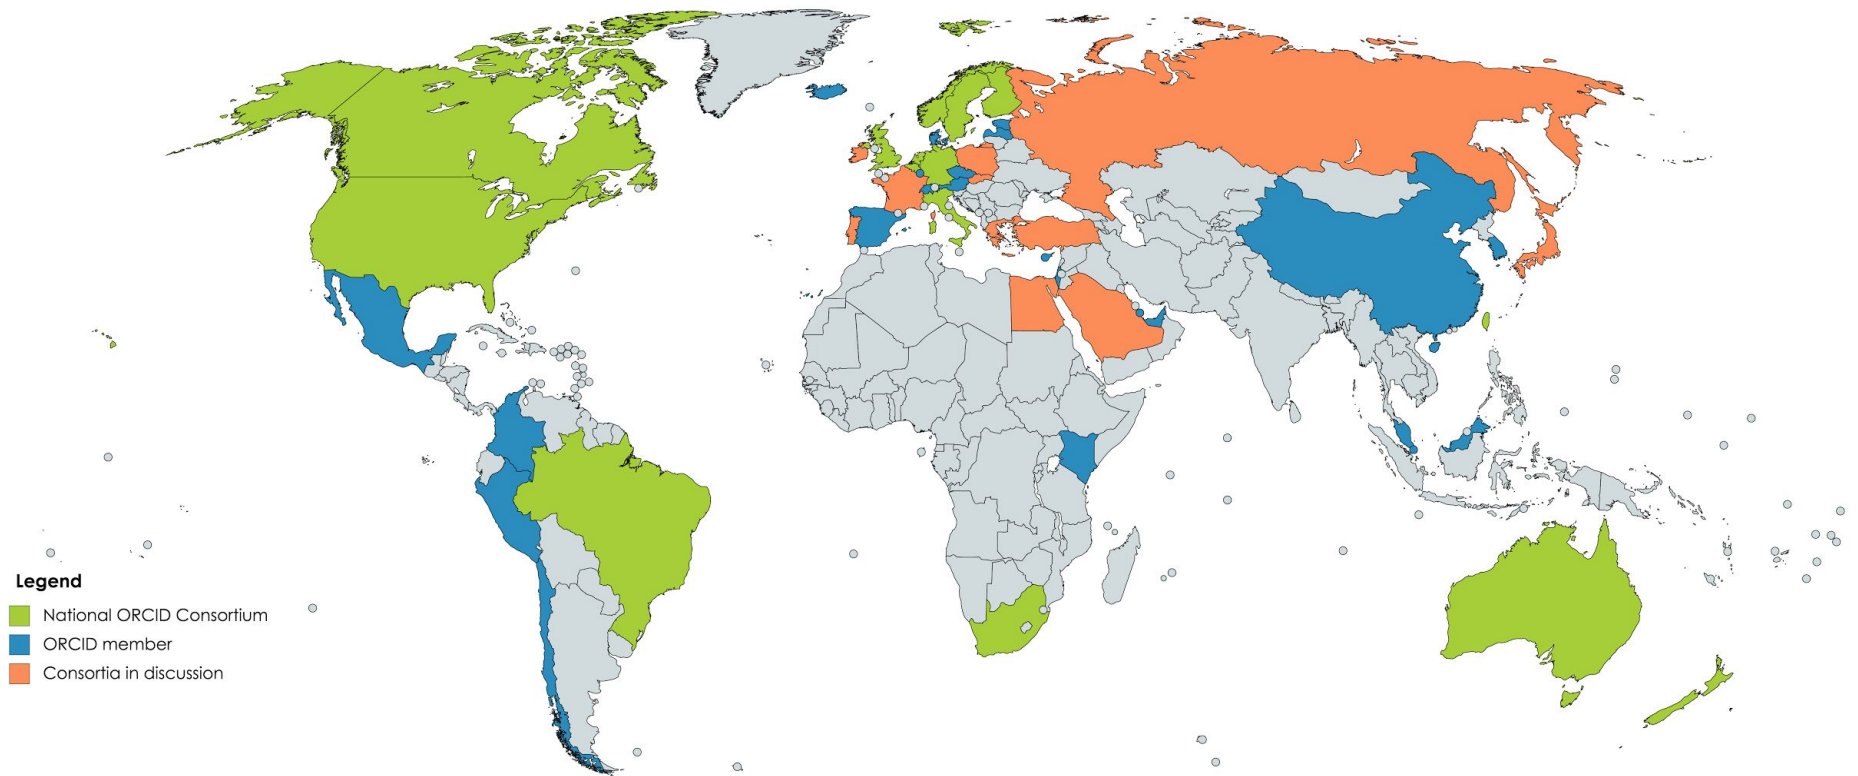 Legend
National ORCID Consortium
ORCID member
Consortia in discussion